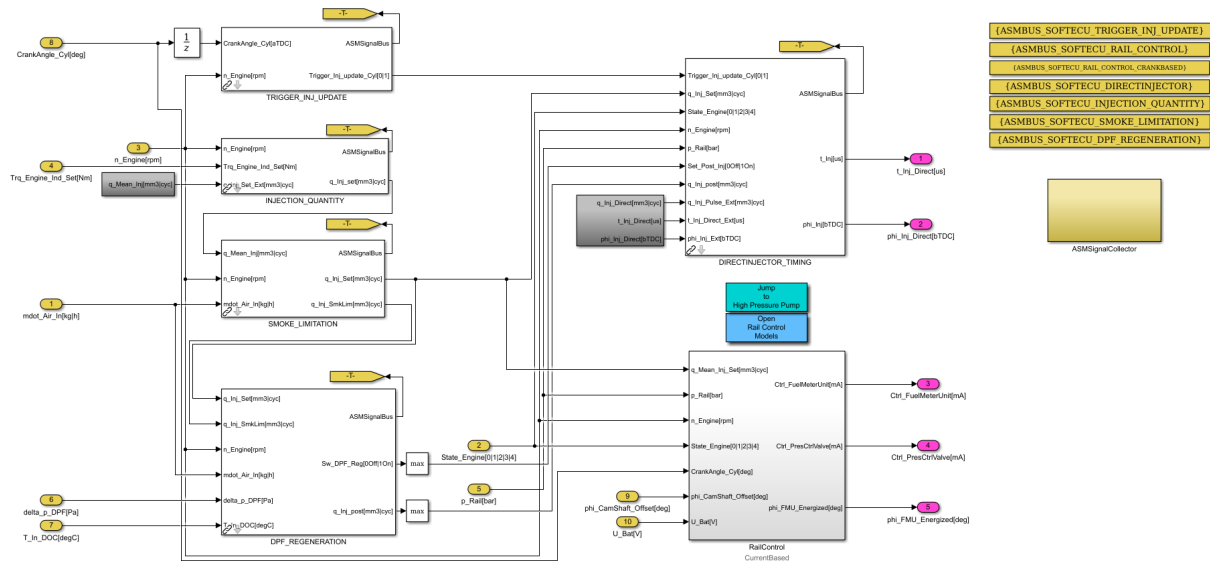 8
CrankAngle_Cyl[deg]
1
z
CrankAngle_Cyl[aTDC]
n_Engine[rpm]
ASMSignalBus
Trigger_Inj_update_Cyl[0|1]
TRIGGER_INJ_UPDATE
-T-
3
n_Engine[rpm]
4
Trq_Engine_Ind_Set[Nm]
q_Mean_Inj[mm3|cyc]
n_Engine[rpm]
Trq_Engine_Ind_Set[Nm]
q_Inj_Set_Ext[mm3|cyc]
ASMSignalBus
q_Inj_set[mm3|cyc]
INJECTION_QUANTITY
-T-
1
mdot_Air_In[kg|h]
q_Mean_Inj[mm3|cyc]
n_Engine[rpm]
mdot_Air_In[kg|h]
ASMSignalBus
q_Inj_Set[mm3|cyc]
q_Inj_SmkLim[mm3|cyc]
SMOKE_LIMITATION
-T-
6
delta_p_DPF[Pa]
7
T_In_DOC[degC]
q_Inj_Set[mm3|cyc]
q_Inj_SmkLim[mm3|cyc]
n_Engine[rpm]
mdot_Air_In[kg|h]
delta_p_DPF[Pa]
T_in_DOC[degC]
ASMSignalBus
Sw_DPF_Reg[0Off|1On]
q_Inj_post[mm3|cyc]
DPF_REGENERATION
-T-
max
max
2
State_Engine[0|1|2|3|4]
5
p_Rail[bar]
-T-
Trigger_Inj_update_Cyl[0|1]
q_Inj_Set[mm3|cyc]
State_Engine[0|1|2|3|4]
n_Engine[rpm]
p_Rail[bar]
Set_Post_Inj[0Off|1On]
q_Inj_post[mm3|cyc]
q_Inj_Pulse_Ext[mm3|cyc]
t_Inj_Direct_Ext[us]
phi_Inj_Ext[bTDC]
q_Inj_Direct[mm3|cyc]
t_Inj_Direct[us]
phi_Inj_Direct[bTDC]
ASMSignalBus
t_Inj[us]
phi_Inj[bTDC]
DIRECTINJECTOR_TIMING
1
t_Inj_Direct[us]
2
phi_Inj_Direct[bTDC]
Jump
to
High Pressure Pump
Open
Rail Control
Models
9
phi_CamShaft_Offset[deg]
10
U_Bat[V]
q_Mean_Inj_Set[mm3|cyc]
p_Rail[bar]
n_Engine[rpm]
State_Engine[0|1|2|3|4]
CrankAngle_Cyl[deg]
phi_CamShaft_Offset[deg]
U_Bat[V]
Ctrl_FuelMeterUnit[mA]
Ctrl_PresCtrlValve[mA]
phi_FMU_Energized[deg]
RailControl
CurrentBased
3
Ctrl_FuelMeterUnit[mA]
4
Ctrl_PresCtrlValve[mA]
5
phi_FMU_Energized[deg]
{ASMBUS_SOFTECU_TRIGGER_INJ_UPDATE}
{ASMBUS_SOFTECU_RAIL_CONTROL}
{ASMBUS_SOFTECU_RAIL_CONTROL_CRANKBASED}
{ASMBUS_SOFTECU_DIRECTINJECTOR}
{ASMBUS_SOFTECU_INJECTION_QUANTITY}
{ASMBUS_SOFTECU_SMOKE_LIMITATION}
{ASMBUS_SOFTECU_DPF_REGENERATION}
ASMSignalCollector